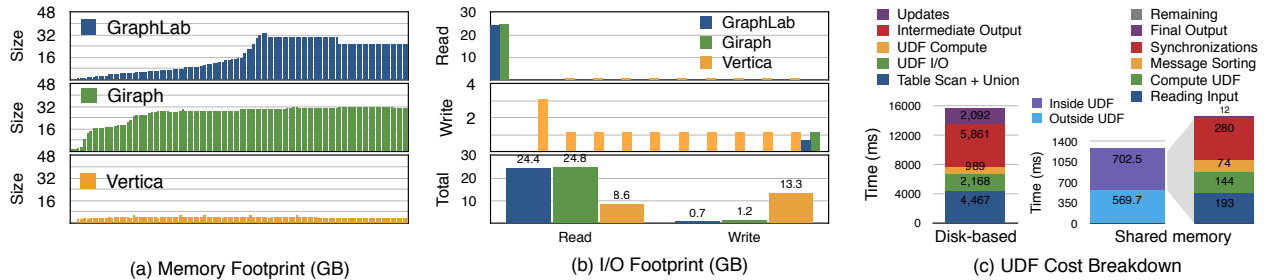 48
32
16
Size
GraphLab
48
32
16
Size
Giraph
48
32
16
Size
Vertica
(a) Memory Footprint (GB)
30
20
10
Read
GraphLab
Giraph
Vertica
4
2
Write
30
20
10
Total
24.4
24.8
8.6
0.7
1.2
13.3
Read
Write
(b) I/O Footprint (GB)
Updates
Intermediate Output
UDF Compute
UDF I/O
Table Scan + Union
Remaining
Final Output
Synchronizations
Message Sorting
Compute UDF
Reading Input
16000
12000
8000
4000
0
Time (ms)
2,092
5,861
989
2,168
4,467
Disk-based
Inside UDF
Outside UDF
1400
1050
700
350
0
Time (ms)
702.5
569.7
12
280
74
144
193
Shared memory
(c) UDF Cost Breakdown